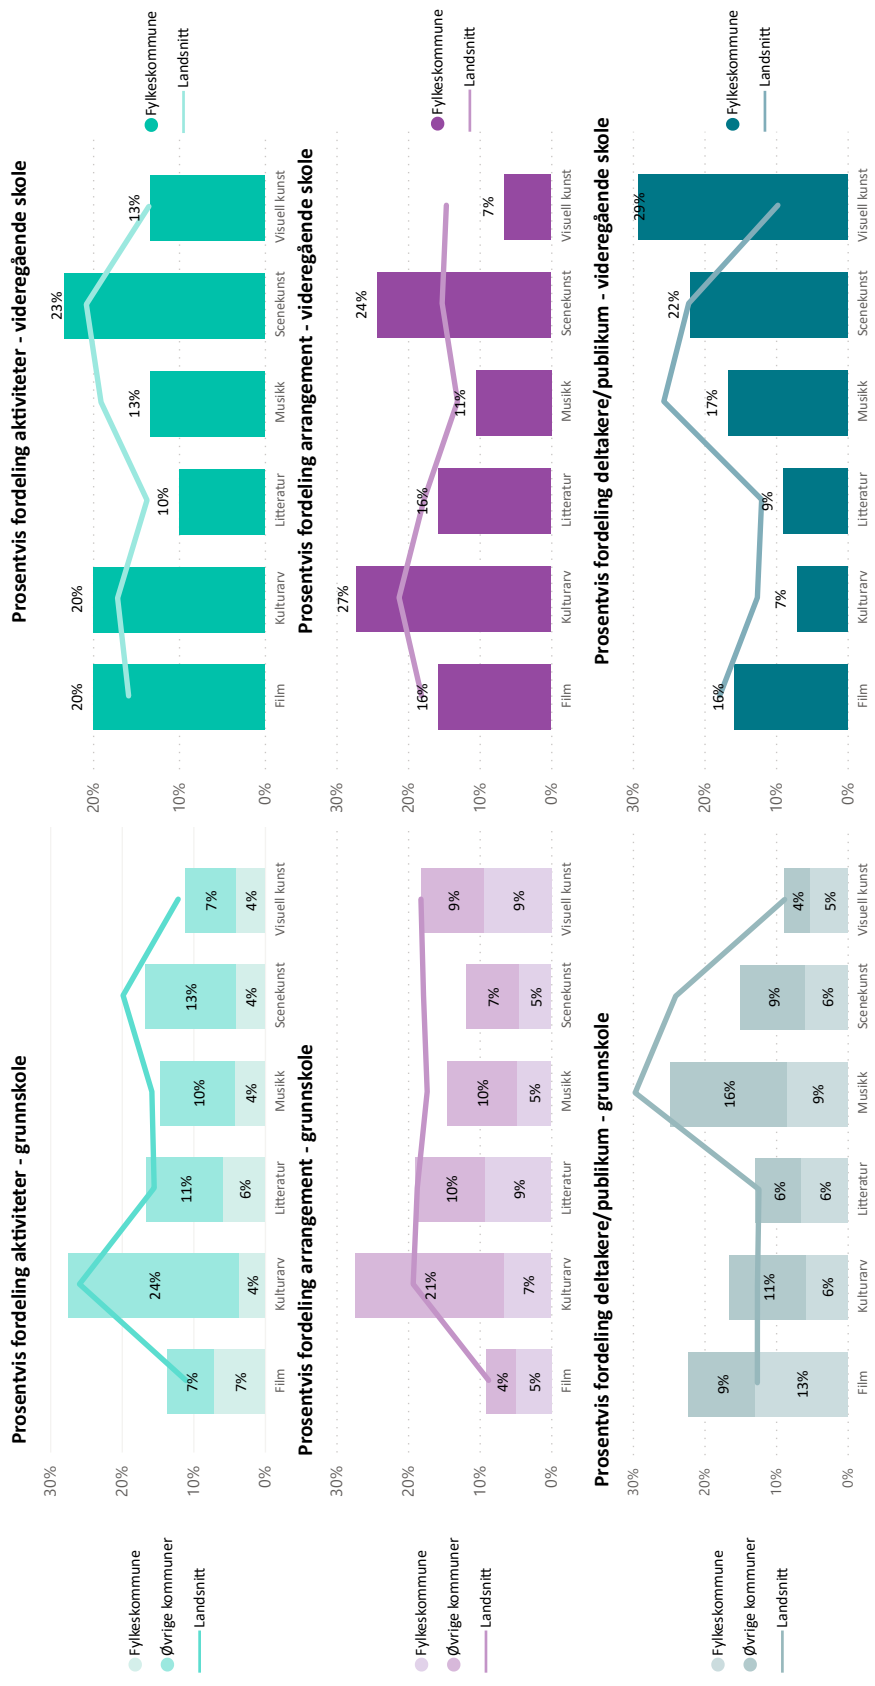 Prosentvis fordeling aktiviteter - grunnskole
Fylkeskommune
Øvrige kommuner
Landsnitt
30%
20%
10%
0%
7%
7%
24%
4%
11%
6%
10%
4%
13%
4%
7%
4%
Film
Kulturarv
Litteratur
Musikk
Scenekunst
Visuell kunst
Prosentvis fordeling aktiviteter - videregående skole
Fylkeskommune
Landsnitt
20%
10%
0%
20%
20%
10%
13%
23%
13%
Film
Kulturarv
Litteratur
Musikk
Scenekunst
Visuell kunst
Prosentvis fordeling arrangement - grunnskole
Fylkeskommune
Øvrige kommuner
Landsnitt
30%
20%
10%
0%
4%
5%
21%
7%
10%
9%
10%
5%
7%
5%
9%
9%
Film
Kulturarv
Litteratur
Musikk
Scenekunst
Visuell kunst
Prosentvis fordeling arrangement - videregående skole
Fylkeskommune
Landsnitt
30%
20%
10%
0%
16%
27%
16%
11%
24%
7%
Film
Kulturarv
Litteratur
Musikk
Scenekunst
Visuell kunst
Prosentvis fordeling deltakere/publikum - grunnskole
Fylkeskommune
Øvrige kommuner
Landsnitt
30%
20%
10%
0%
9%
13%
11%
6%
6%
6%
16%
9%
9%
6%
4%
5%
Film
Kulturarv
Litteratur
Musikk
Scenekunst
Visuell kunst
Prosentvis fordeling deltakere/publikum - videregående skole
Fylkeskommune
Landsnitt
30%
20%
10%
0%
16%
7%
9%
17%
22%
29%
Film
Kulturarv
Litteratur
Musikk
Scenekunst
Visuell kunst